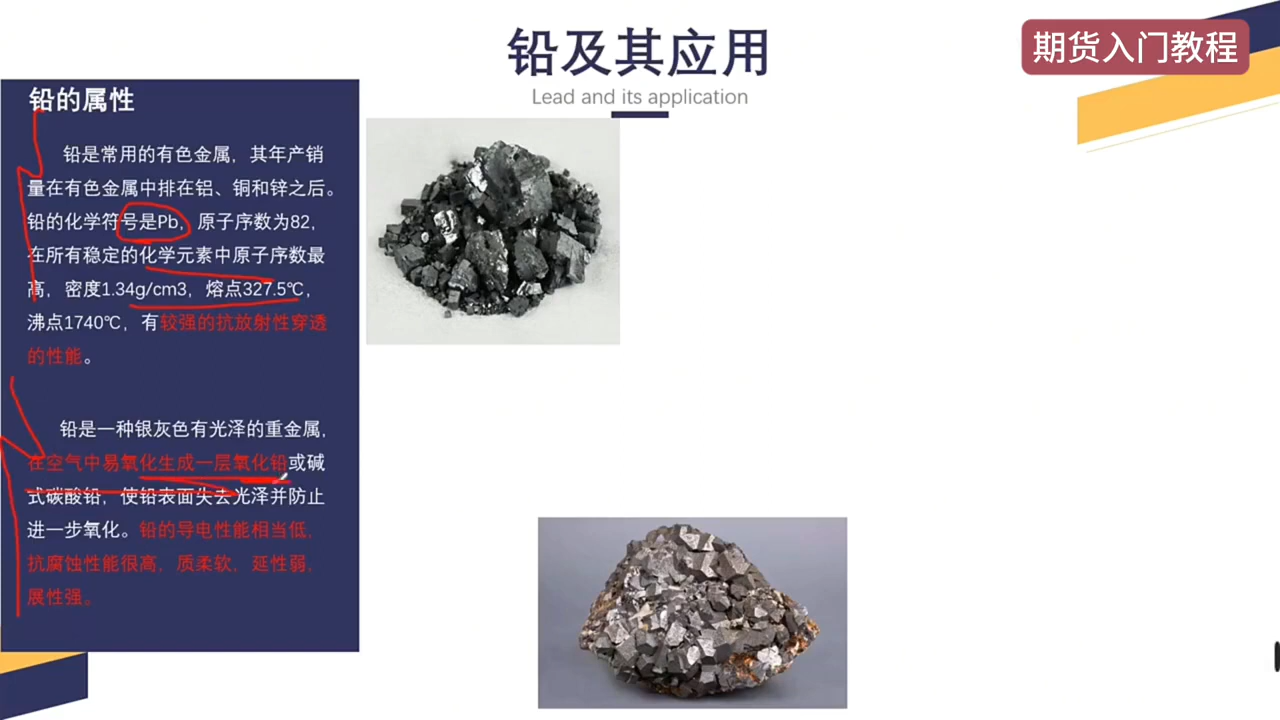 铅及其应用
Lead and its application
期货入门教程
铅的属性
铅是常用的有色金属，其年产销
量在有色金属中排在铝、铜和锌之后。
铅的化学符号是Pb，原子序数为82，
在所有稳定的化学元素中原子序数最
高，密度1.34g/cm3，熔点327.5℃，
沸点1740℃，有较强的抗放射性穿透
的性能。
铅是一种银灰色有光泽的重金属，
在空气中易氧化生成一层氧化铅或碱
式碳酸铅，使铅表面失去光泽并防止
进一步氧化。铅的导电性能相当低，
抗腐蚀性能很高，质柔软，延性弱，
展性强。